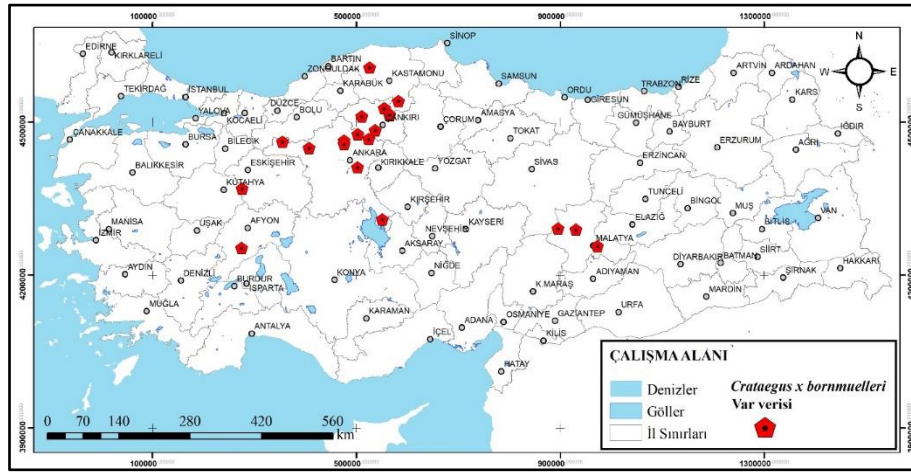 100000 500000 900000 1300000
SİNOP
EDİRNE
KIRKLARELİ
BARTIN
ZONGULDAK
KASTAMONU
N
ARTVİN ARDAHAN
W E
S
TEKİRDAĞ
İSTANBUL
KARABÜK
SAMSUN
ORDU
GİRESUN
TRABZON
RİZE
KARS
YALOVA
KOCAELİ
DÜZCE
BOLU
ÇANKIRI
ÇORUM
AMASYA
GÜMÜŞHANE
BAYBURT
IĞDIR
ÇANAKKALE
BURSA
BİLECİK
TOKAT
ERZURUM
AĞRI
BALIKKESİR
ESKİŞEHİR
ANKARA
KIRIKKALE
YOZGAT
SİVAS
ERZİNCAN
KÜTAHYA
TUNCELİ
BİNGÖL
MUŞ
VAN
MANİSA
UŞAK
AFYON
KIRŞEHİR
NEVŞEHİR
KAYSERİ
ELAZIĞ
BİTLİS
İZMİR
AKSARAY
MALATYA
SİİRT
AYDIN
DENİZLİ
BURDUR
ISPARTA
KONYA
NİĞDE
ADIYAMAN
DİYARBAKIR
BATMAN
ŞIRNAK
HAKKARİ
MUĞLA
K.MARAŞ
MARDİN
ANTALYA
KARAMAN
İÇEL
ADANA
OSMANİYE
GAZİANTEP
URFA
KİLİS
HATAY
ÇALIŞMA ALANI
Denizler
Göller
İl Sınırları
Crataegus x bornmuelleri
Var verisi
0 70 140 280 420 560
km
100000 500000 900000 1300000